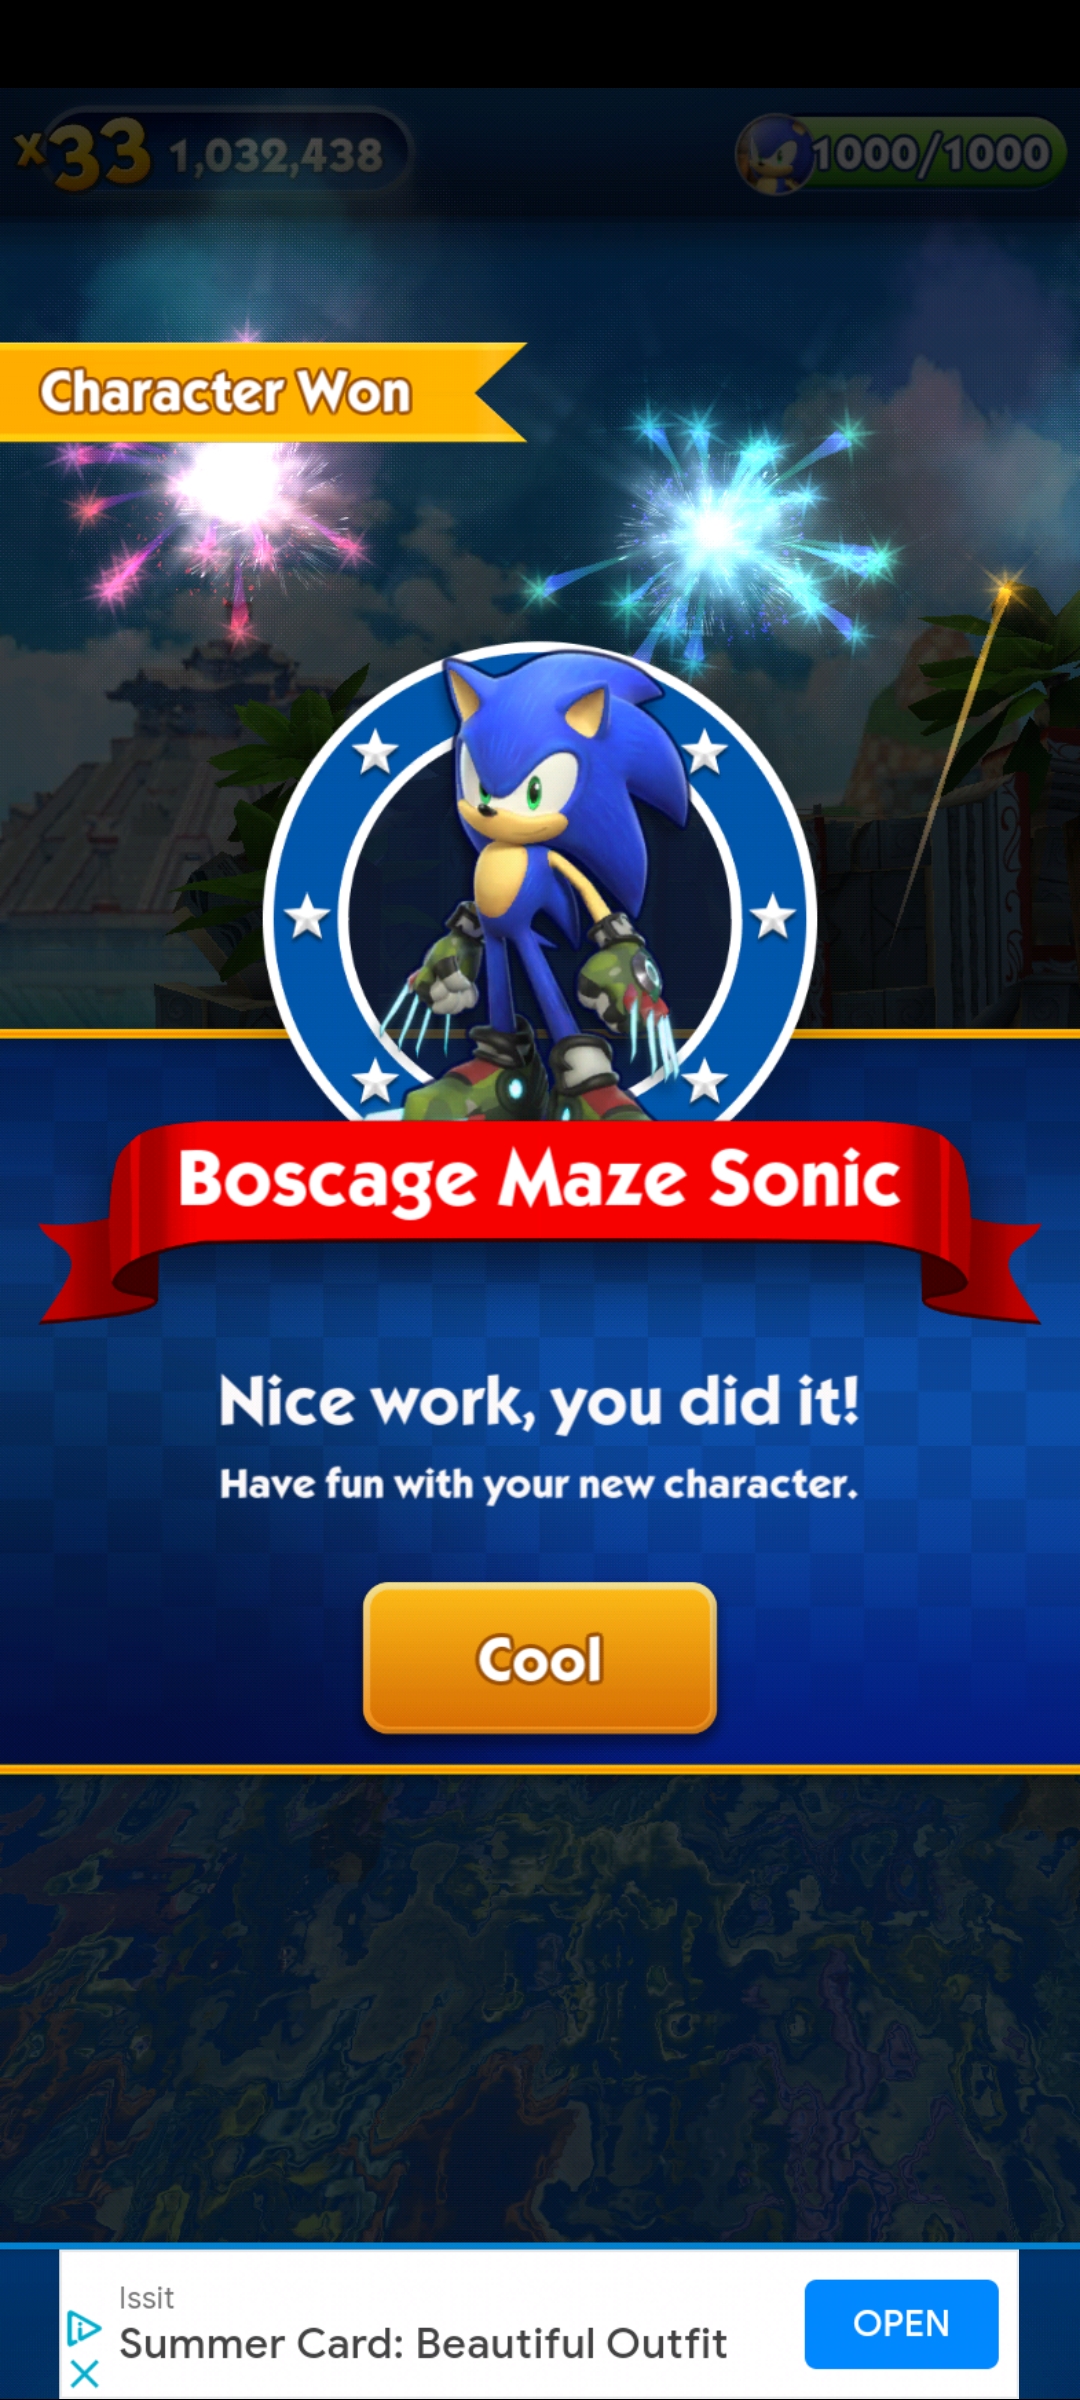 x33 1,032,438
1000/1000
Character Won
Boscage Maze Sonic
Nice work, you did it!
Have fun with your new character.
Cool
Issit
Summer Card: Beautiful Outfit
OPEN